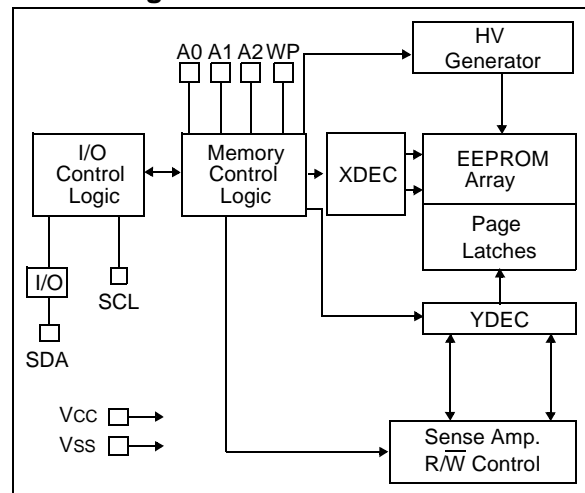 A0 A1 A2 WP
HV
Generator
I/O
Control
Logic
Memory
Control
Logic
XDEC
EEPROM
Array
Page
Latches
I/O
SCL
SDA
YDEC
VCC
VSS
Sense Amp.
R/W̅ Control